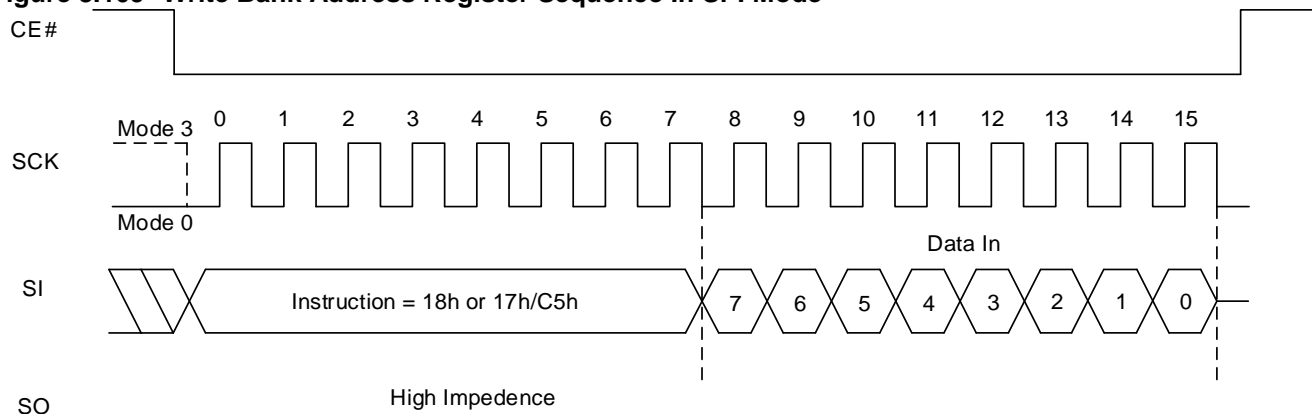 Figure 8.103 Write Bank Address Register Sequence In SPI Mode
CE#
Mode 3
0 1 2 3 4 5 6 7 8 9 10 11 12 13 14 15
SCK
Mode 0
Data In
SI
Instruction = 18h or 17h/C5h
7 6 5 4 3 2 1 0
High Impedence
SO